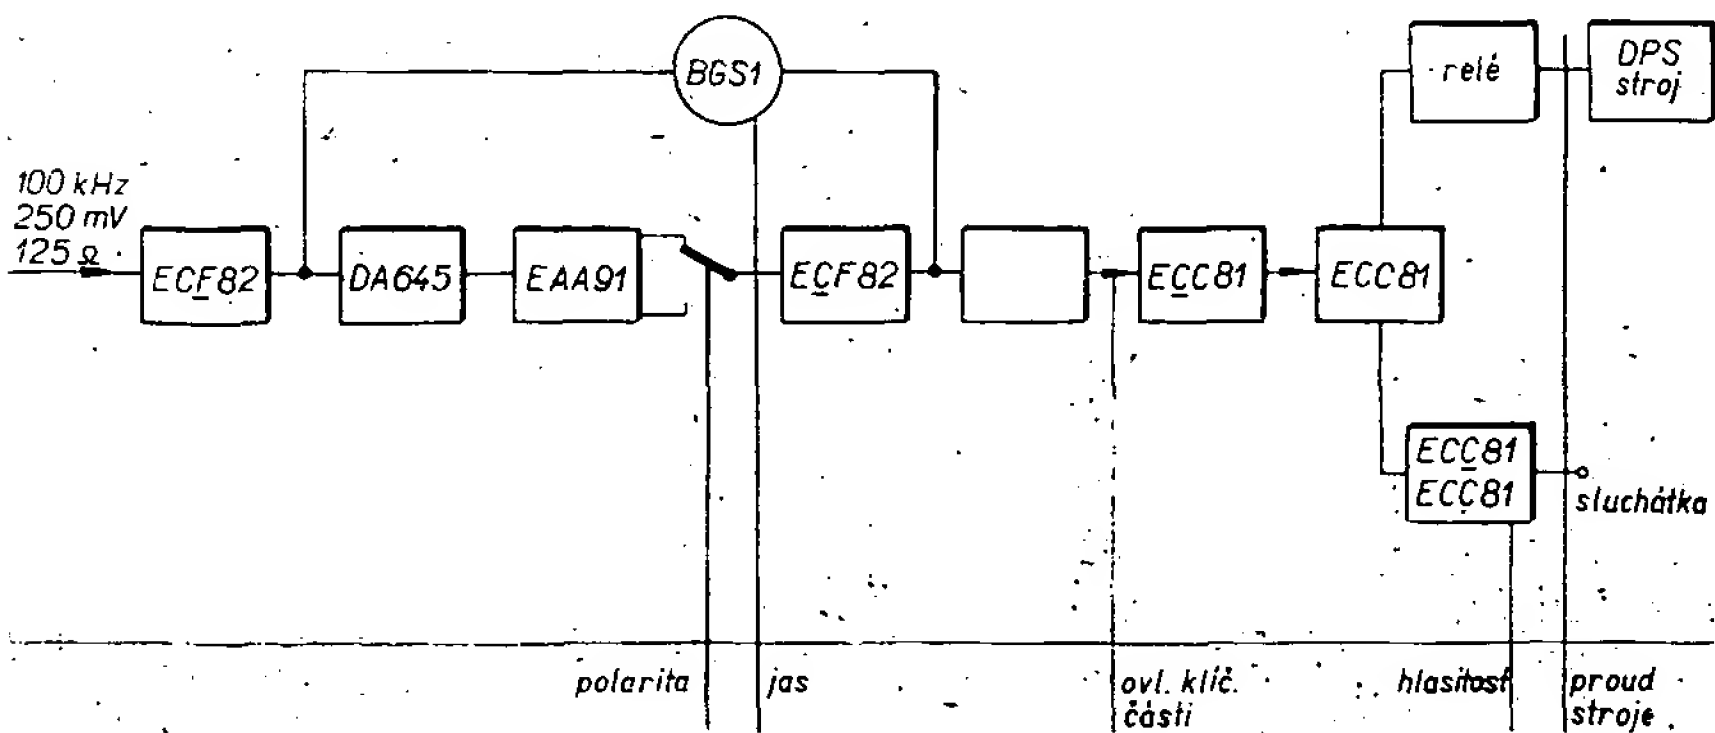 BGS1
relé
DPS
stroj
100 kHz
250 mV
125 Ω
ECF82
DA645
EAA91
ECF82
ECC81
ECC81
ECC81
ECC81
sluchátka
polarita
jas
ovl. klíč.
části
hlasitost
proud
stroje